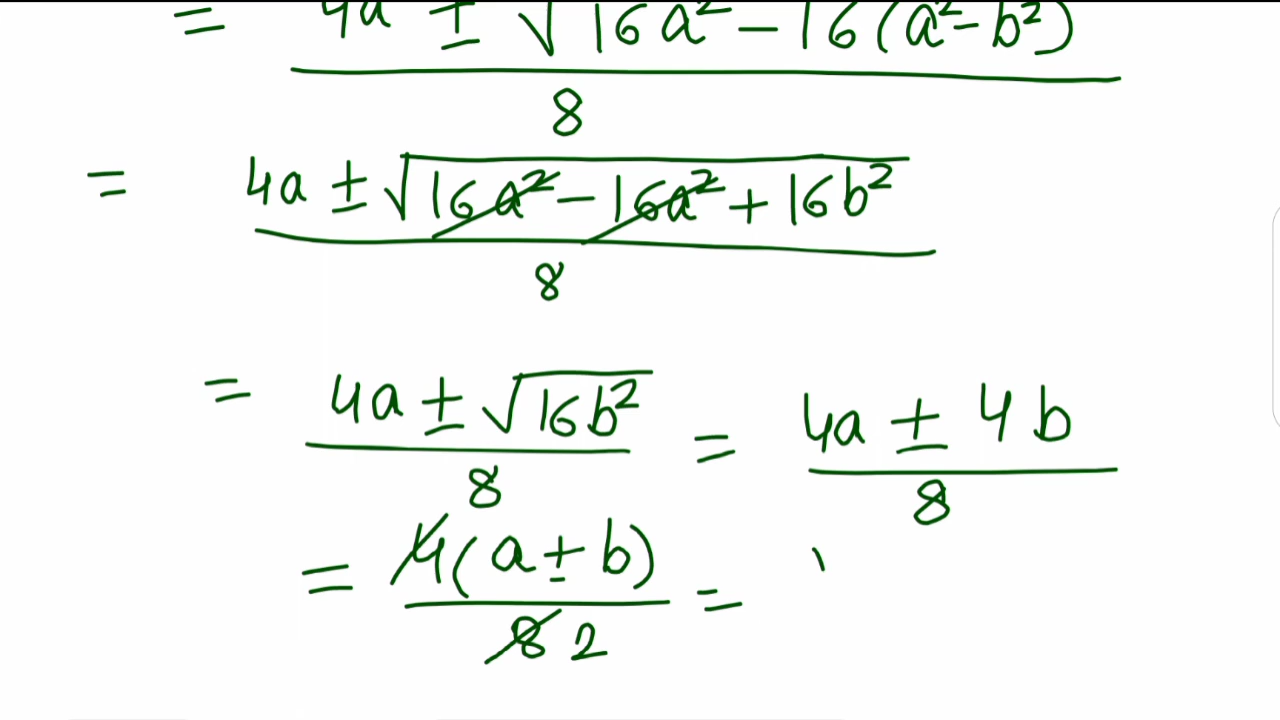 = 4a ± √16a² − 16(a² − b²)
8
= 4a ± √16a² − 16a² + 16b²
8
= 4a ± √16b² = 4a ± 4b
8 8
= 4(a ± b) =
8 2